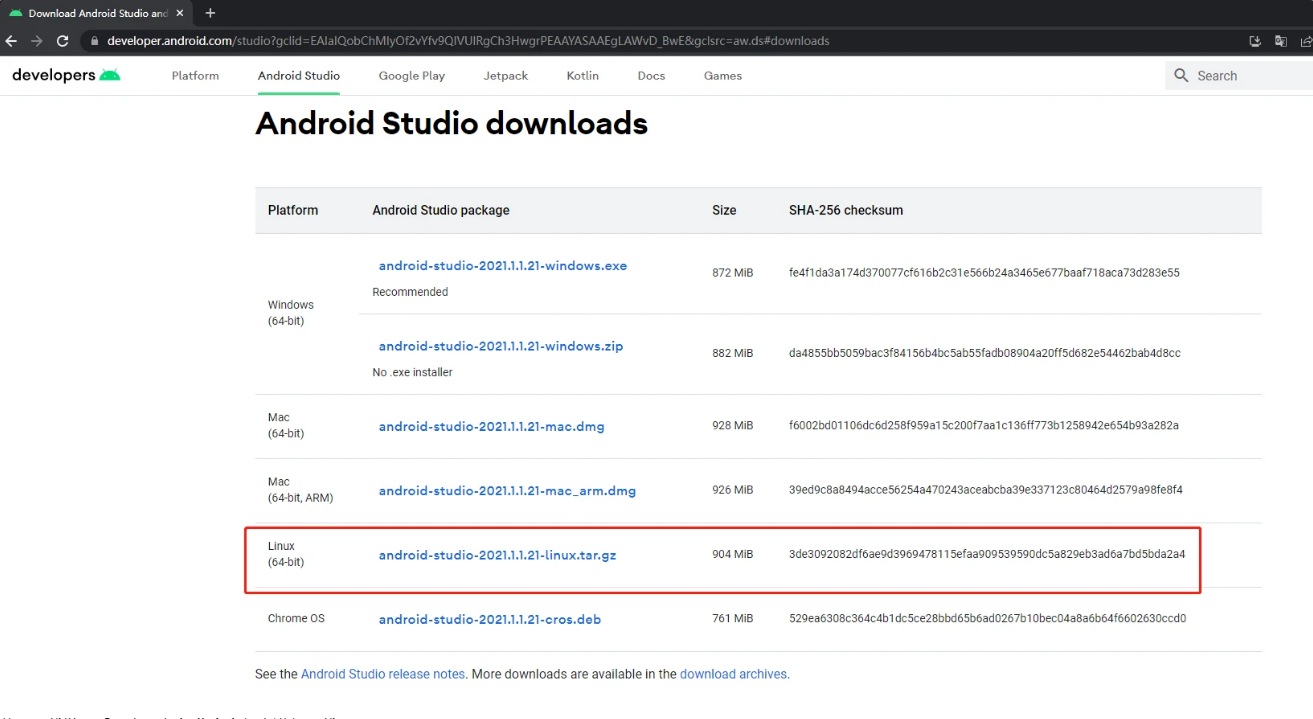 Download Android Studio and
developer.android.com/studio?gclid=EAIaIQobChMIyOf2vYfv9QIVUIRgCh3HwgrPEAAYASAAEgLAWvD_BwE&gclsrc=aw.ds#downloads
developers Platform Android Studio Google Play Jetpack Kotlin Docs Games Search
Android Studio downloads
Platform Android Studio package Size SHA-256 checksum
Windows
(64-bit)
android-studio-2021.1.1.21-windows.exe 872 MiB fe4f1da3a174d370077cf616b2c31e566b24a3465e677baaf718aca73d283e55
Recommended
android-studio-2021.1.1.21-windows.zip 882 MiB da4855bb5059bac3f84156b4bc5ab55fadb08904a20ff5d682e54462bab4d8cc
No .exe installer
Mac
(64-bit)
android-studio-2021.1.1.21-mac.dmg 928 MiB f6002bd01106dc6d258f959a15c200f7aa1c136ff773b1258942e654b93a282a
Mac
(64-bit, ARM)
android-studio-2021.1.1.21-mac_arm.dmg 926 MiB 39ed9c8a8494acce56254a470243aceabcba39e337123c80464d2579a98fe8f4
Linux
(64-bit)
android-studio-2021.1.1.21-linux.tar.gz 904 MiB 3de3092082df6ae9d3969478115efaa909539590dc5a829eb3ad6a7bd5bda2a4
Chrome OS android-studio-2021.1.1.21-cros.deb 761 MiB 529ea6308c364c4b1dc5ce28bbd65b6ad0267b10bec04a8a6b64f6602630ccd0
See the Android Studio release notes. More downloads are available in the download archives.